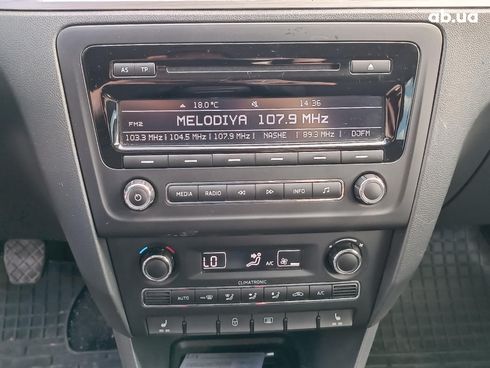 ab.ua
AS TP
18.0°C 14:36
FM2 MELODIYA 107.9 MHz
103.3 MHz 104.5 MHz 107.9 MHz NASHE 89.3 MHz DJFM
MEDIA RADIO INFO
LO A/C
CLIMATRONIC
AUTO A/C